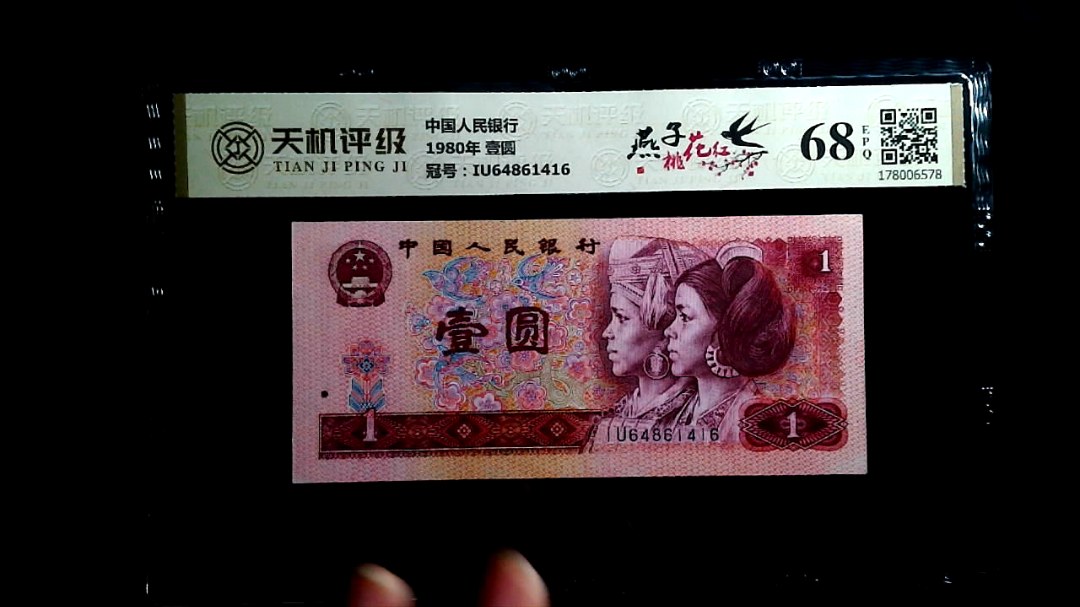 天机评级
TIAN JI PING JI
中国人民银行
1980年 壹圆
冠号：IU64861416
燕子
桃花红
68
EPQ
178006578
中国人民銀行
1
壹圆
1
IU64861416
1